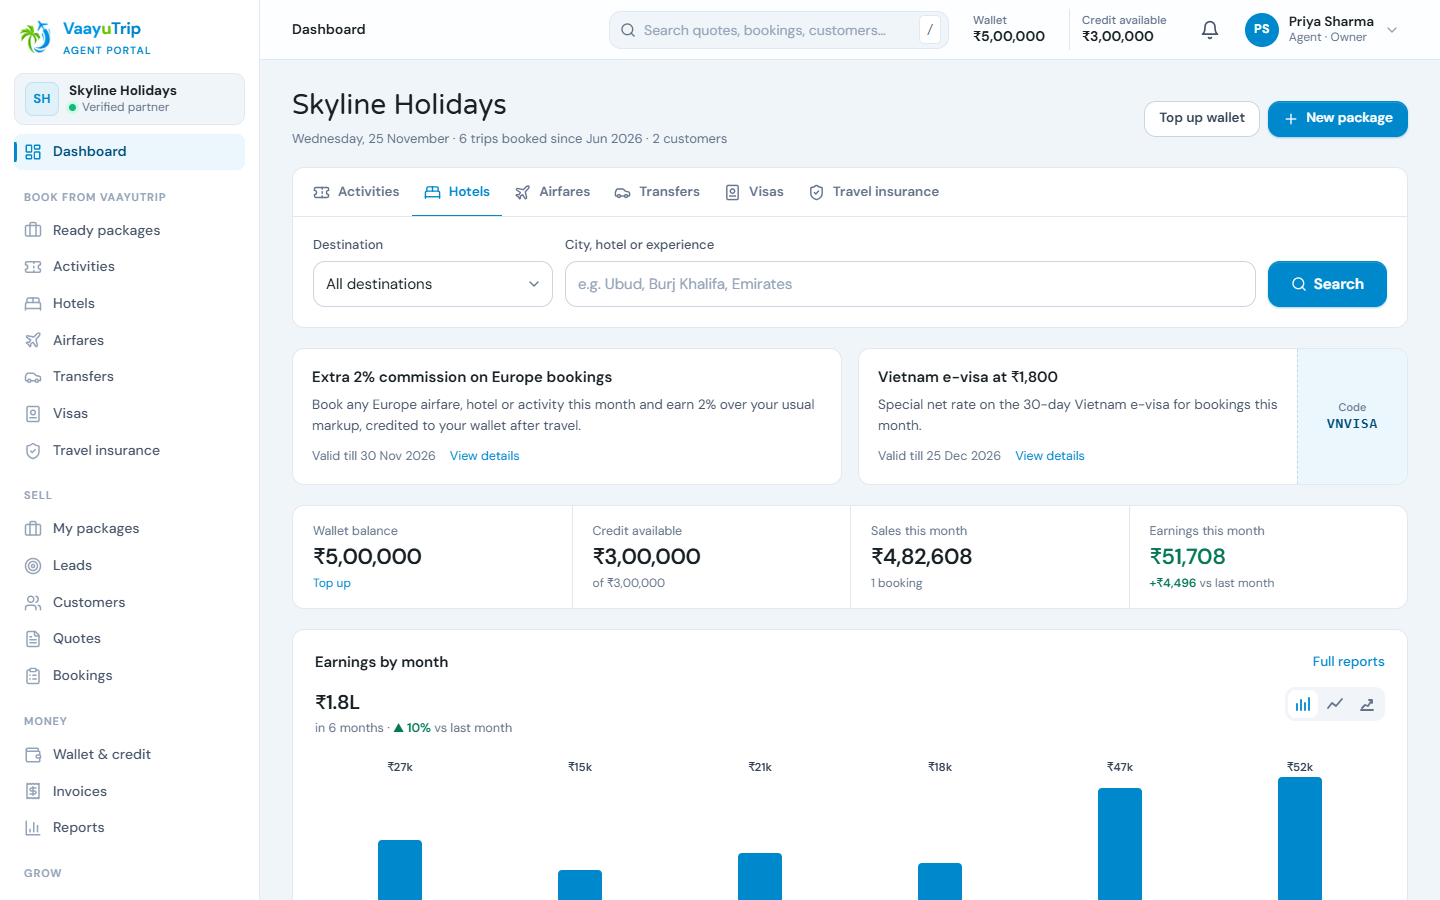 VaayuTrip
AGENT PORTAL
SH
Skyline Holidays
Verified partner
Dashboard
BOOK FROM VAAYUTRIP
Ready packages
Activities
Hotels
Airfares
Transfers
Visas
Travel insurance
SELL
My packages
Leads
Customers
Quotes
Bookings
MONEY
Wallet & credit
Invoices
Reports
GROW
Dashboard
Search quotes, bookings, customers...
/
Wallet
₹5,00,000
Credit available
₹3,00,000
PS
Priya Sharma
Agent · Owner
Skyline Holidays
Wednesday, 25 November · 6 trips booked since Jun 2026 · 2 customers
Top up wallet
New package
Activities
Hotels
Airfares
Transfers
Visas
Travel insurance
Destination
All destinations
City, hotel or experience
e.g. Ubud, Burj Khalifa, Emirates
Search
Extra 2% commission on Europe bookings
Book any Europe airfare, hotel or activity this month and earn 2% over your usual
markup, credited to your wallet after travel.
Valid till 30 Nov 2026 View details
Vietnam e-visa at ₹1,800
Special net rate on the 30-day Vietnam e-visa for bookings this
month.
Valid till 25 Dec 2026 View details
Code
VNVISA
Wallet balance
₹5,00,000
Top up
Credit available
₹3,00,000
of ₹3,00,000
Sales this month
₹4,82,608
1 booking
Earnings this month
₹51,708
+₹4,496 vs last month
Earnings by month
Full reports
₹1.8L
in 6 months · ▲ 10% vs last month
₹27k
₹15k
₹21k
₹18k
₹47k
₹52k